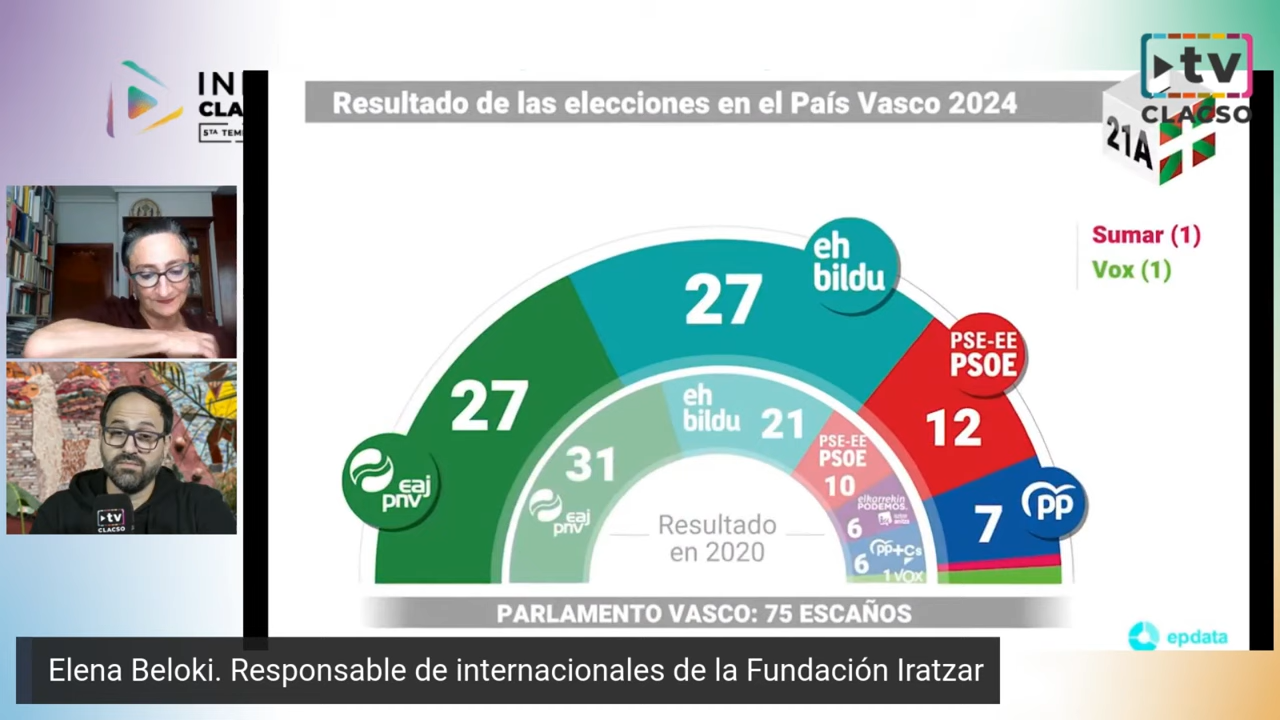 Resultado de las elecciones en el País Vasco 2024
tv
CLACSO
21A
5TA
Sumar (1)
Vox (1)
eh
bildu
27
PSE-EE
PSOE
27
12
eaj
pnv
pp
7
eh
bildu
21
31
eaj
pnv
PSE-EE
PSOE
10
elkarrekin
PODEMOS.
6
PP+Cs
6
1 VOX
Resultado
en 2020
PARLAMENTO VASCO: 75 ESCAÑOS
epdata
tv
CLACSO
Elena Beloki. Responsable de internacionales de la Fundación Iratzar